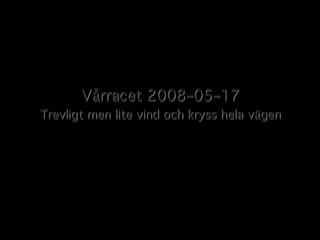 Vårracet 2008-05-17
Trevligt men lite vind och kryss hela vägen